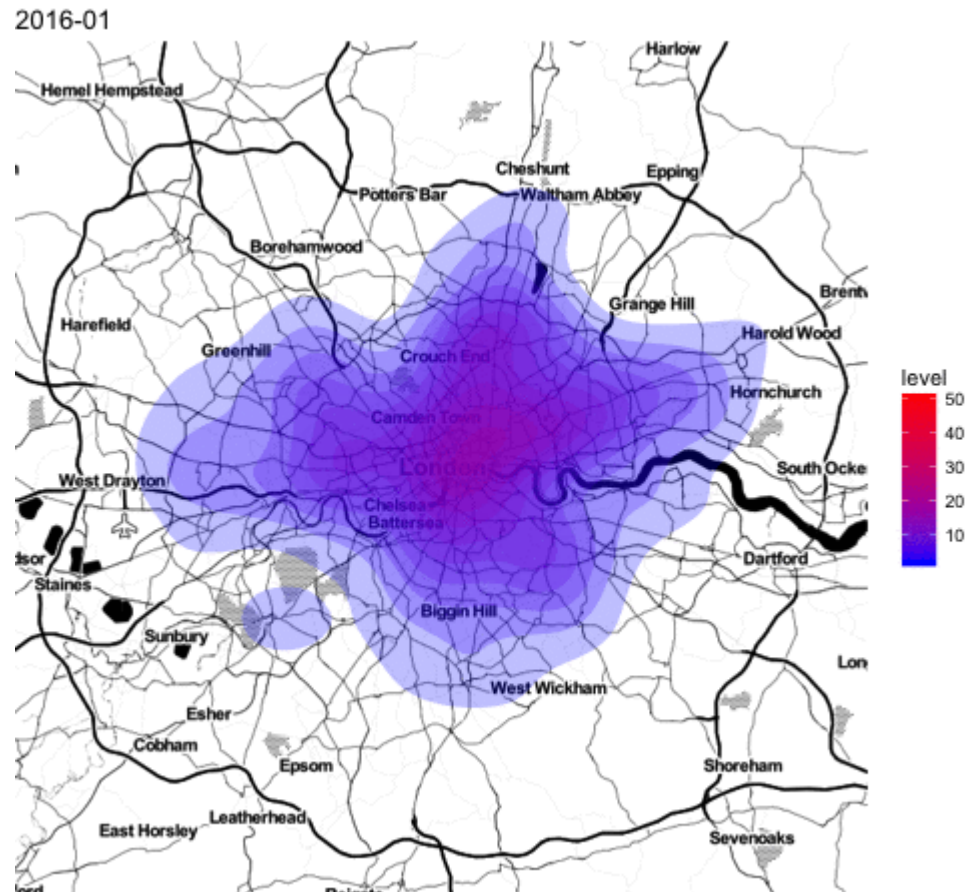 2016-01
Harlow
Hemel Hempstead
Cheshunt
Epping
Potters Bar
Waltham Abbey
Borehamwood
Grange Hill
Harefield
Harold Wood
Greenhill
Crouch End
level
Hornchurch
50
Camden Town
40
London
30
South Ocke
West Drayton
20
Chelsea
Battersea
10
dsor
Dartford
Staines
Biggin Hill
Sunbury
Lon
West Wickham
Esher
Cobham
Epsom
Shoreham
Leatherhead
East Horsley
Sevenoaks